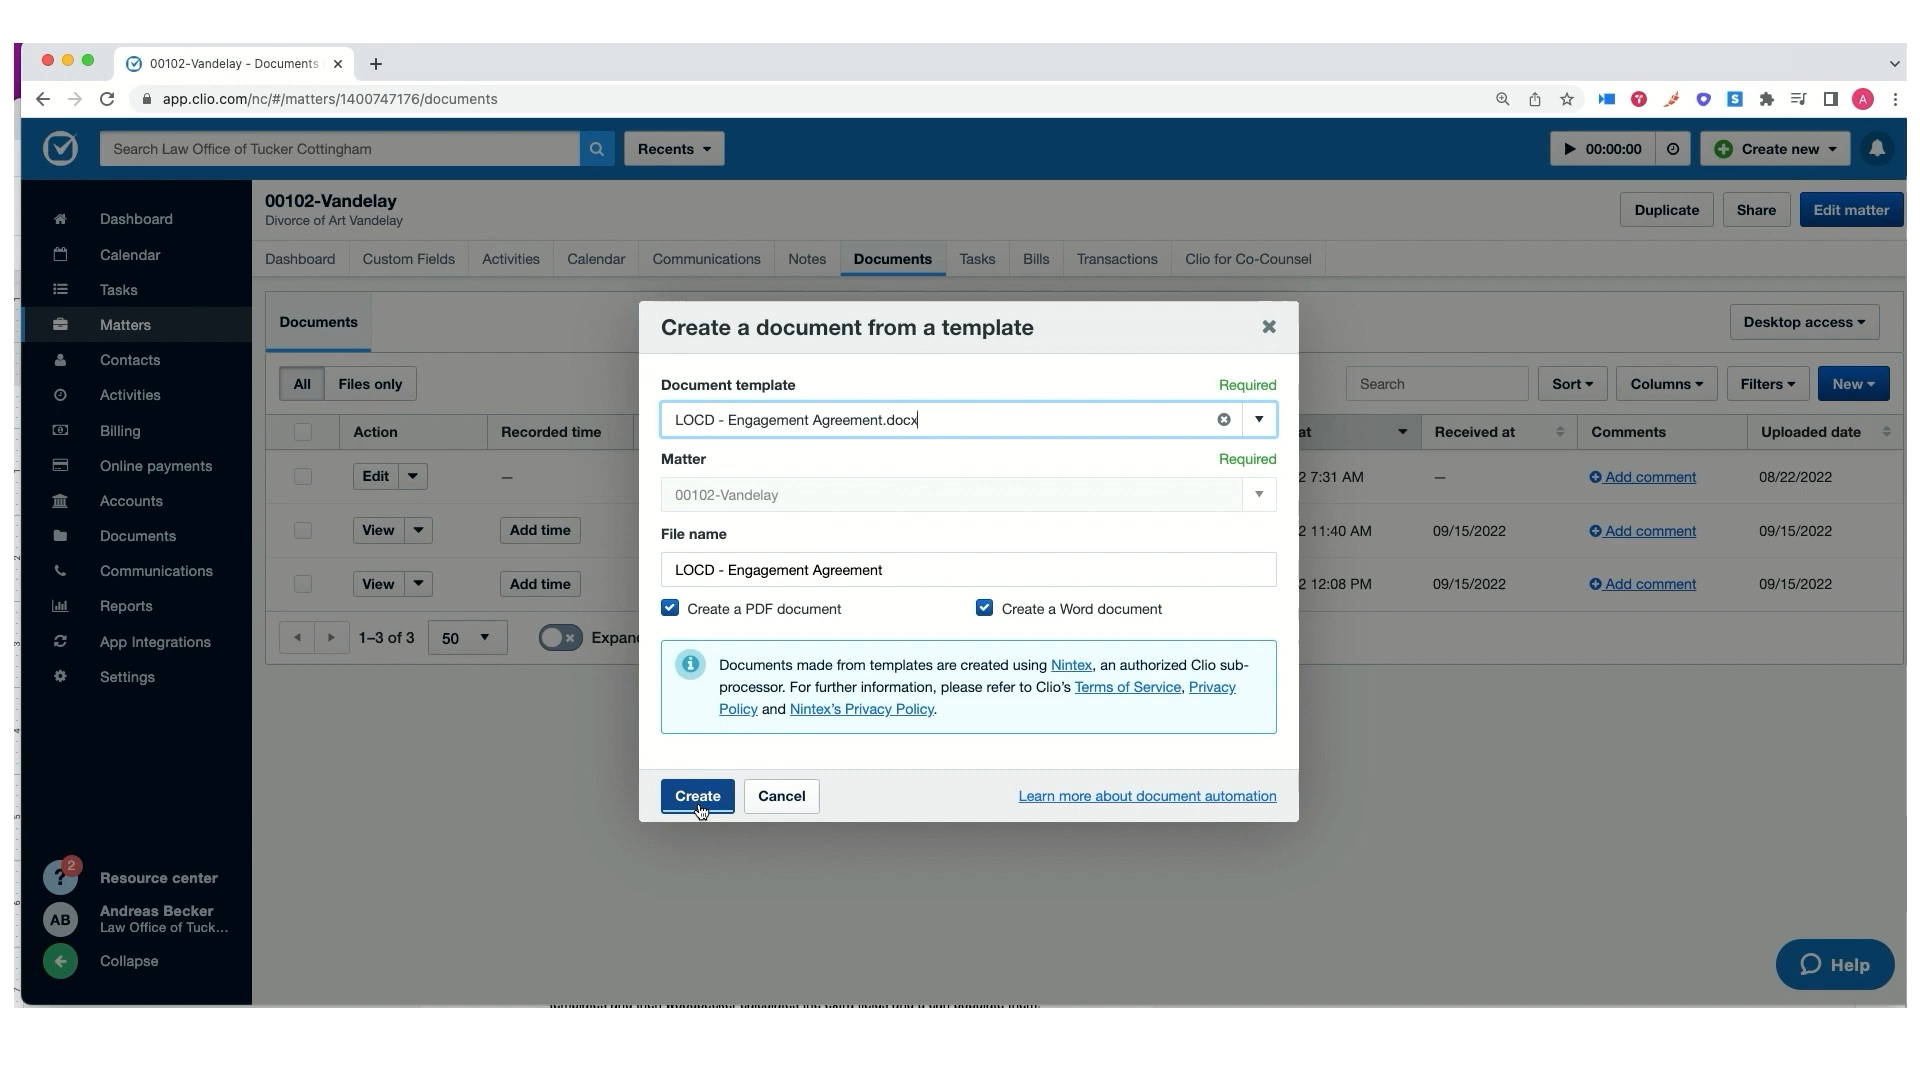 00102-Vandelay - Documents
app.clio.com/nc/#/matters/1400747176/documents
A
Search Law Office of Tucker Cottingham
Recents
00:00:00
Create new
Dashboard
Calendar
Tasks
Matters
Contacts
Activities
Billing
Online payments
Accounts
Documents
Communications
Reports
App Integrations
Settings
2
?
Resource center
AB
Andreas Becker
Law Office of Tuck...
Collapse
00102-Vandelay
Divorce of Art Vandelay
Duplicate
Share
Edit matter
Dashboard
Custom Fields
Activities
Calendar
Communications
Notes
Documents
Tasks
Bills
Transactions
Clio for Co-Counsel
Documents
Desktop access
All
Files only
Search
Sort
Columns
Filters
New
Action
Recorded time
at
Received at
Comments
Uploaded date
Edit
—
2 7:31 AM
—
Add comment
08/22/2022
View
Add time
2 11:40 AM
09/15/2022
Add comment
09/15/2022
View
Add time
2 12:08 PM
09/15/2022
Add comment
09/15/2022
1–3 of 3
50
Expan
Create a document from a template
Document template
Required
LOCD - Engagement Agreement.docx
Matter
Required
00102-Vandelay
File name
LOCD - Engagement Agreement
Create a PDF document
Create a Word document
Documents made from templates are created using Nintex, an authorized Clio sub-
processor. For further information, please refer to Clio's Terms of Service, Privacy
Policy and Nintex's Privacy Policy.
Create
Cancel
Learn more about document automation
Help